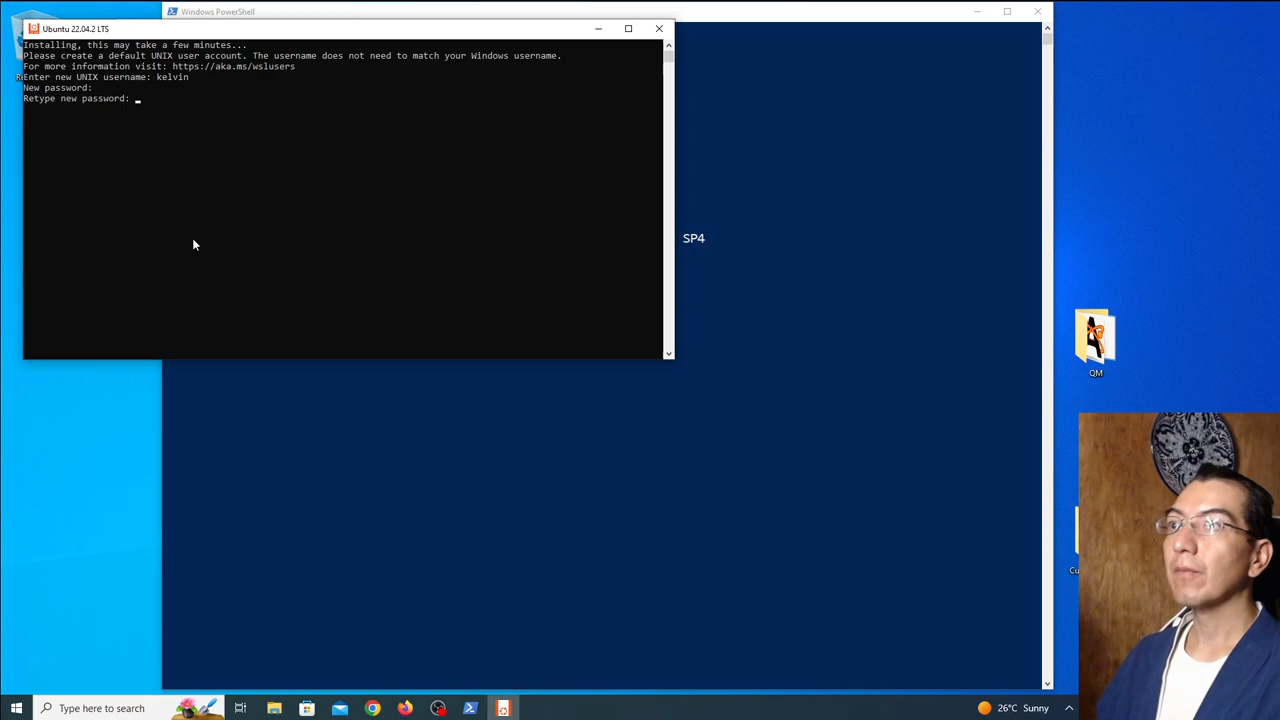 Windows PowerShell
Ubuntu 22.04.2 LTS
Installing, this may take a few minutes...
Please create a default UNIX user account. The username does not need to match your Windows username.
For more information visit: https://aka.ms/wslusers
Enter new UNIX username: kelvin
New password:
Retype new password:
SP4
QM
Type here to search
26°C Sunny